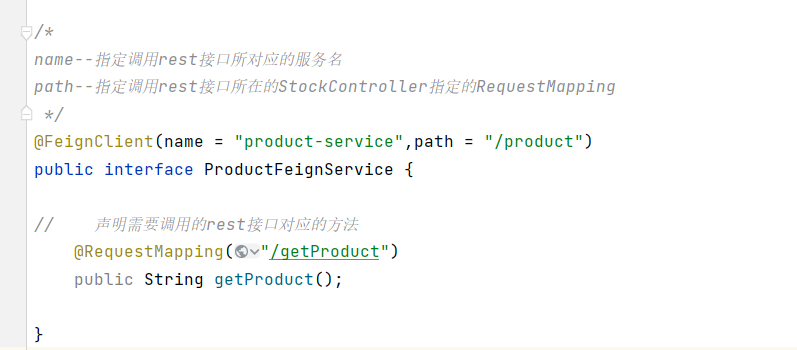 /*
name--指定调用rest接口所对应的服务名
path--指定调用rest接口所在的StockController指定的RequestMapping
*/
@FeignClient(name = "product-service",path = "/product")
public interface ProductFeignService {
//    声明需要调用的rest接口对应的方法
@RequestMapping("/getProduct")
public String getProduct();
}